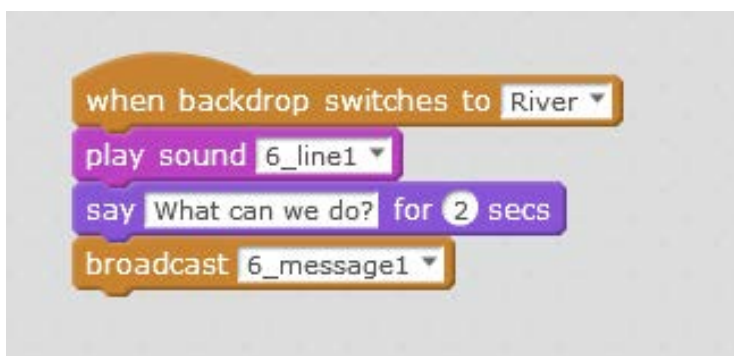 when backdrop switches to River
play sound 6_line1
say What can we do? for 2 secs
broadcast 6_message1